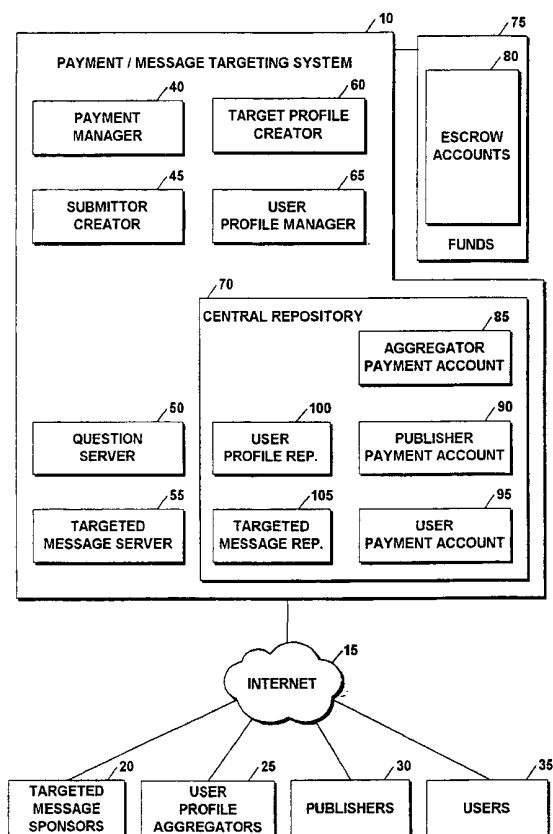 10
75
PAYMENT / MESSAGE TARGETING SYSTEM
80
40
PAYMENT
MANAGER
60
TARGET PROFILE
CREATOR
ESCROW
ACCOUNTS
45
SUBMITTOR
CREATOR
65
USER
PROFILE MANAGER
FUNDS
70
CENTRAL REPOSITORY
85
AGGREGATOR
PAYMENT ACCOUNT
50
QUESTION
SERVER
100
USER
PROFILE REP.
90
PUBLISHER
PAYMENT ACCOUNT
55
TARGETED
MESSAGE SERVER
105
TARGETED
MESSAGE REP.
95
USER
PAYMENT ACCOUNT
15
INTERNET
20
TARGETED
MESSAGE
SPONSORS
25
USER
PROFILE
AGGREGATORS
30
PUBLISHERS
35
USERS